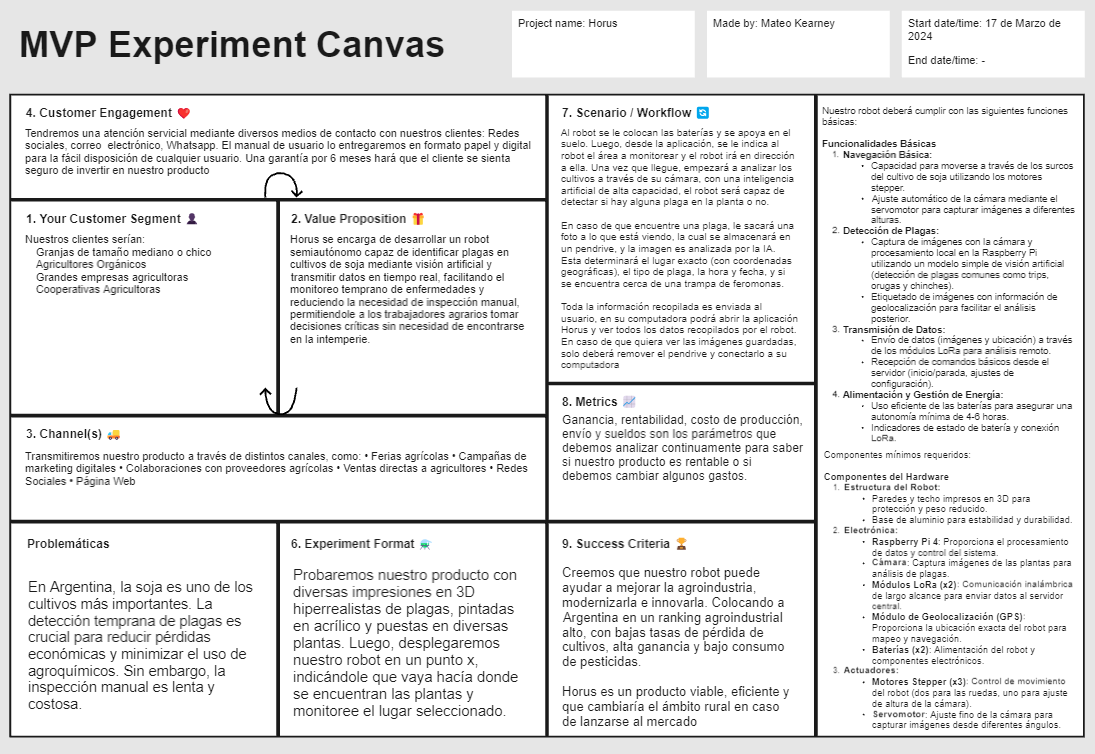 MVP Experiment Canvas
Project name: Horus
Made by: Mateo Kearney
Start date/time: 17 de Marzo de
2024
End date/time: -
4. Customer Engagement ❤️
Tendremos una atención servicial mediante diversos medios de contacto con nuestros clientes: Redes
sociales, correo electrónico, Whatsapp. El manual de usuario lo entregaremos en formato papel y digital
para la fácil disposición de cualquier usuario. Una garantía por 6 meses hará que el cliente se sienta
seguro de invertir en nuestro producto
1. Your Customer Segment 👤
Nuestros clientes serían:
Granjas de tamaño mediano o chico
Agricultores Orgánicos
Grandes empresas agricultoras
Cooperativas Agricultoras
2. Value Proposition 🎁
Horus se encarga de desarrollar un robot
semiautónomo capaz de identificar plagas en
cultivos de soja mediante visión artificial y
transmitir datos en tiempo real, facilitando el
monitoreo temprano de enfermedades y
reduciendo la necesidad de inspección manual,
permitiendole a los trabajadores agrarios tomar
decisiones críticas sin necesidad de encontrarse
en la intemperie.
3. Channel(s) 🚚
Transmitiremos nuestro producto a través de distintos canales, como: • Ferias agrícolas • Campañas de
marketing digitales • Colaboraciones con proveedores agrícolas • Ventas directas a agricultores • Redes
Sociales • Página Web
Problemáticas
En Argentina, la soja es uno de los
cultivos más importantes. La
detección temprana de plagas es
crucial para reducir pérdidas
económicas y minimizar el uso de
agroquímicos. Sin embargo, la
inspección manual es lenta y
costosa.
6. Experiment Format
Probaremos nuestro producto con
diversas impresiones en 3D
hiperrealistas de plagas, pintadas
en acrílico y puestas en diversas
plantas. Luego, desplegaremos
nuestro robot en un punto x,
indicándole que vaya hacía donde
se encuentran las plantas y
monitoree el lugar seleccionado.
7. Scenario / Workflow 🔄
Al robot se le colocan las baterías y se apoya en el
suelo. Luego, desde la aplicación, se le indica al
robot el área a monitorear y el robot irá en dirección
a ella. Una vez que llegue, empezará a analizar los
cultivos a través de su cámara, con una inteligencia
artificial de alta capacidad, el robot será capaz de
detectar si hay alguna plaga en la planta o no.
En caso de que encuentre una plaga, le sacará una
foto a lo que está viendo, la cual se almacenará en
un pendrive, y la imagen es analizada por la IA.
Esta determinará el lugar exacto (con coordenadas
geográficas), el tipo de plaga, la hora y fecha, y si
se encuentra cerca de una trampa de feromonas.
Toda la información recopilada es enviada al
usuario, en su computadora podrá abrir la aplicación
Horus y ver todos los datos recopilados por el robot.
En caso de que quiera ver las imágenes guardadas,
solo deberá remover el pendrive y conectarlo a su
computadora
8. Metrics 📈
Ganancia, rentabilidad, costo de producción,
envío y sueldos son los parámetros que
debemos analizar continuamente para saber
si nuestro producto es rentable o si
debemos cambiar algunos gastos.
9. Success Criteria 🏆
Creemos que nuestro robot puede
ayudar a mejorar la agroindustria,
modernizarla e innovarla. Colocando a
Argentina en un ranking agroindustrial
alto, con bajas tasas de pérdida de
cultivos, alta ganancia y bajo consumo
de pesticidas.
Horus es un producto viable, eficiente y
que cambiaría el ámbito rural en caso
de lanzarse al mercado
Nuestro robot deberá cumplir con las siguientes funciones
básicas:
Funcionalidades Básicas
1. Navegación Básica:
• Capacidad para moverse a través de los surcos
del cultivo de soja utilizando los motores
stepper.
• Ajuste automático de la cámara mediante el
servomotor para capturar imágenes a diferentes
alturas.
2. Detección de Plagas:
• Captura de imágenes con la cámara y
procesamiento local en la Raspberry Pi
utilizando un modelo simple de visión artificial
(detección de plagas comunes como trips,
orugas y chinches).
• Etiquetado de imágenes con información de
geolocalización para facilitar el análisis
posterior.
3. Transmisión de Datos:
• Envío de datos (imágenes y ubicación) a través
de los módulos LoRa para análisis remoto.
• Recepción de comandos básicos desde el
servidor (inicio/parada, ajustes de
configuración).
4. Alimentación y Gestión de Energía:
• Uso eficiente de las baterías para asegurar una
autonomía mínima de 4-6 horas.
• Indicadores de estado de batería y conexión
LoRa.
Componentes mínimos requeridos:
Componentes del Hardware
1. Estructura del Robot:
• Paredes y techo impresos en 3D para
protección y peso reducido.
• Base de aluminio para estabilidad y durabilidad.
2. Electrónica:
• Raspberry Pi 4: Proporciona el procesamiento
de datos y control del sistema.
• Cámara: Captura imágenes de las plantas para
análisis de plagas.
• Módulos LoRa (x2): Comunicación inalámbrica
de largo alcance para enviar datos al servidor
central.
• Módulo de Geolocalización (GPS):
Proporciona la ubicación exacta del robot para
mapeo y navegación.
• Baterías (x2): Alimentación del robot y
componentes electrónicos.
3. Actuadores:
• Motores Stepper (x3): Control de movimiento
del robot (dos para las ruedas, uno para ajuste
de altura de la cámara).
• Servomotor: Ajuste fino de la cámara para
capturar imágenes desde diferentes ángulos.